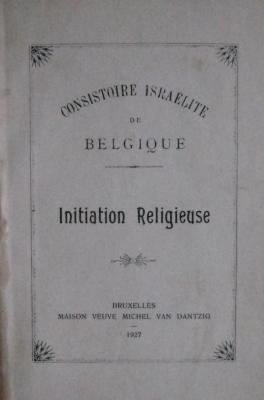 CONSISTOIRE ISRAÉLITE
DE
BELGIQUE
Initiation Religieuse
BRUXELLES
MAISON VEUVE MICHEL VAN DANTZIG
—
1927